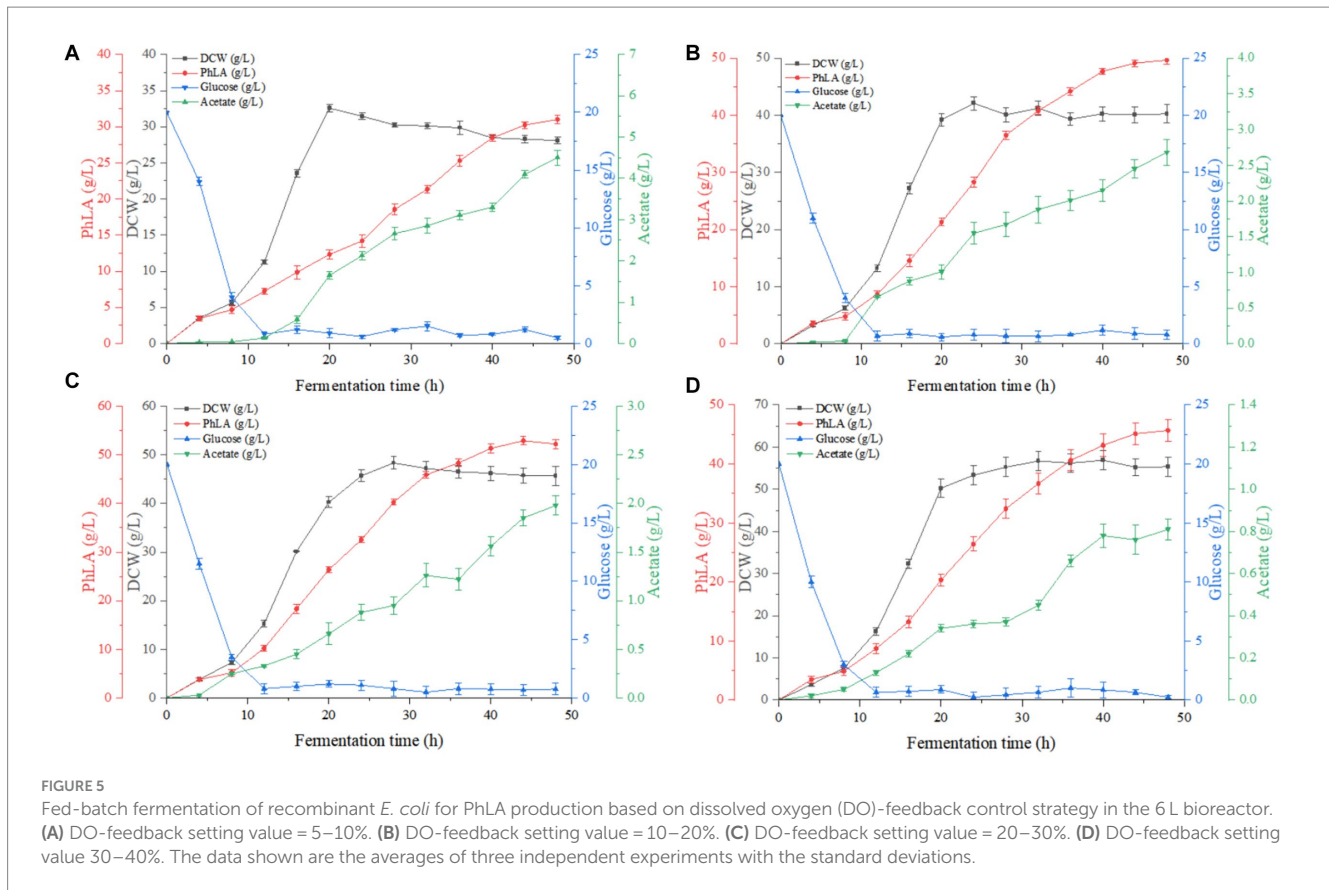 A
PhLA (g/L)
40
35
30
25
20
15
10
5
0
DCW (g/L)
40
35
30
25
20
15
10
5
0
DCW (g/L)
PhLA (g/L)
Glucose (g/L)
Acetate (g/L)
25
20
15
10
5
0
Glucose (g/L)
7
6
5
4
3
2
1
0
Acetate (g/L)
0 10 20 30 40 50
Fermentation time (h)
B
PhLA (g/L)
50
40
30
20
10
0
DCW (g/L)
50
40
30
20
10
0
DCW (g/L)
PhLA (g/L)
Glucose (g/L)
Acetate (g/L)
25
20
15
10
5
0
Glucose (g/L)
4.0
3.5
3.0
2.5
2.0
1.5
1.0
0.5
0.0
Acetate (g/L)
0 10 20 30 40 50
Fermentation time (h)
C
PhLA (g/L)
60
50
40
30
20
10
0
DCW (g/L)
60
50
40
30
20
10
0
DCW (g/L)
PhLA (g/L)
Glucose (g/L)
Acetate (g/L)
25
20
15
10
5
0
Glucose (g/L)
3.0
2.5
2.0
1.5
1.0
0.5
0.0
Acetate (g/L)
0 10 20 30 40 50
Fermentation time (h)
D
PhLA (g/L)
50
40
30
20
10
0
DCW (g/L)
70
60
50
40
30
20
10
0
DCW (g/L)
PhLA (g/L)
Glucose (g/L)
Acetate (g/L)
25
20
15
10
5
0
Glucose (g/L)
1.4
1.2
1.0
0.8
0.6
0.4
0.2
0.0
Acetate (g/L)
0 10 20 30 40 50
Fermentation time (h)
FIGURE 5
Fed-batch fermentation of recombinant E. coli for PhLA production based on dissolved oxygen (DO)-feedback control strategy in the 6 L bioreactor.
(A) DO-feedback setting value = 5–10%. (B) DO-feedback setting value = 10–20%. (C) DO-feedback setting value = 20–30%. (D) DO-feedback setting
value 30–40%. The data shown are the averages of three independent experiments with the standard deviations.